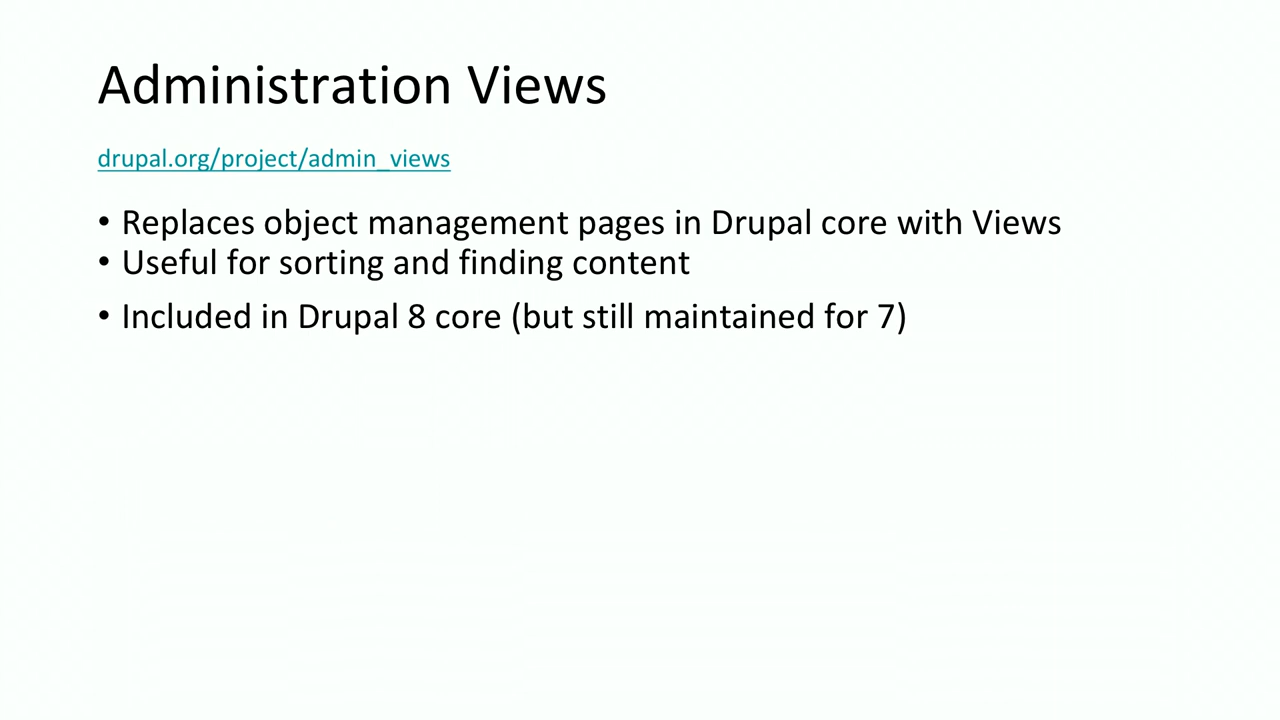 Administration Views
drupal.org/project/admin_views
• Replaces object management pages in Drupal core with Views
• Useful for sorting and finding content
• Included in Drupal 8 core (but still maintained for 7)